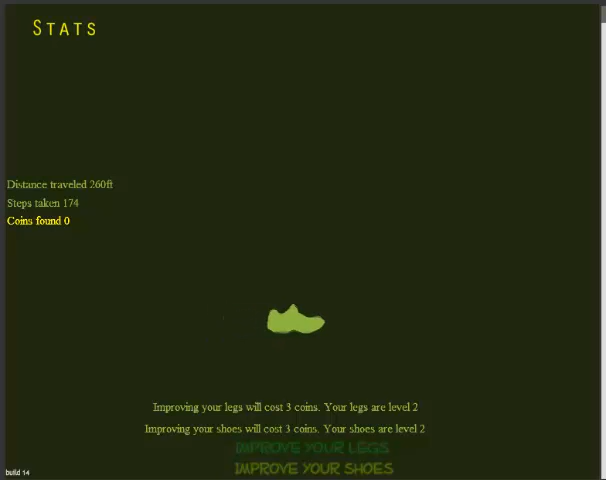 Stats
Distance traveled 260ft
Steps taken 174
Coins found 0
Improving your legs will cost 3 coins. Your legs are level 2
Improving your shoes will cost 3 coins. Your shoes are level 2
IMPROVE YOUR LEGS
IMPROVE YOUR SHOES
build 14